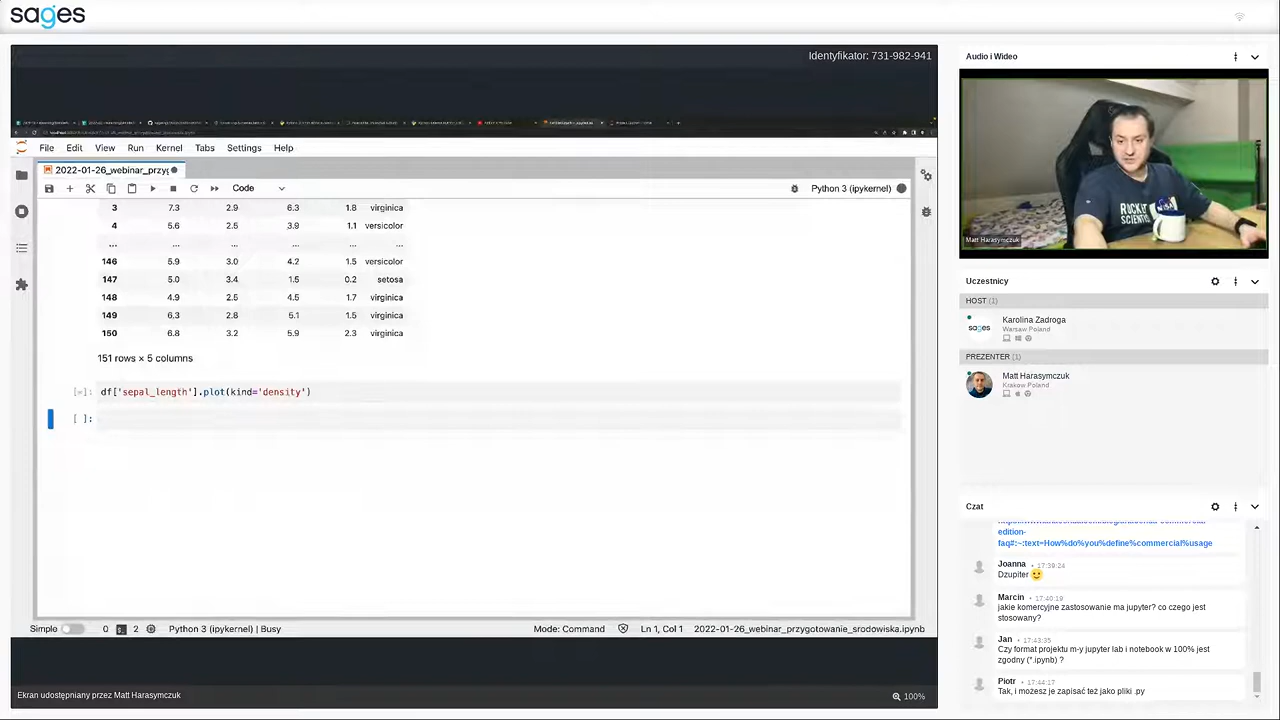 sages
Identyfikator: 731-982-941
File Edit View Run Kernel Tabs Settings Help
2022-01-26_webinar_przyg
Code
Python 3 (ipykernel)
3 7.3 2.9 6.3 1.8 virginica
4 5.6 2.5 3.9 1.1 versicolor
... ... ... ... ... ...
146 5.9 3.0 4.2 1.5 versicolor
147 5.0 3.4 1.5 0.2 setosa
148 4.9 2.5 4.5 1.7 virginica
149 6.3 2.8 5.1 1.5 virginica
150 6.8 3.2 5.9 2.3 virginica
151 rows × 5 columns
[*]: df['sepal_length'].plot(kind='density')
[ ]:
Simple 0 2 Python 3 (ipykernel) | Busy Mode: Command Ln 1, Col 1 2022-01-26_webinar_przygotowanie_srodowiska.ipynb
Ekran udostępniany przez Matt Harasymczuk
100%
Audio i Wideo
ROCKET
SCIENTIST
NASA
Matt Harasymczuk
Uczestnicy
HOST (1)
sages
Karolina Zadroga
Warsaw Poland
PREZENTER (1)
Matt Harasymczuk
Krakow Poland
Czat
edition-
faq#:~:text=How%do%you%define%commercial%usage
Joanna • 17:39:24
Dzupiter 🙂
Marcin • 17:40:19
jakie komercyjne zastosowanie ma jupyter? co czego jest
stosowany?
Jan • 17:43:35
Czy format projektu m-y jupyter lab i notebook w 100% jest
zgodny (*.ipynb) ?
Piotr • 17:44:17
Tak, i możesz je zapisać też jako pliki .py